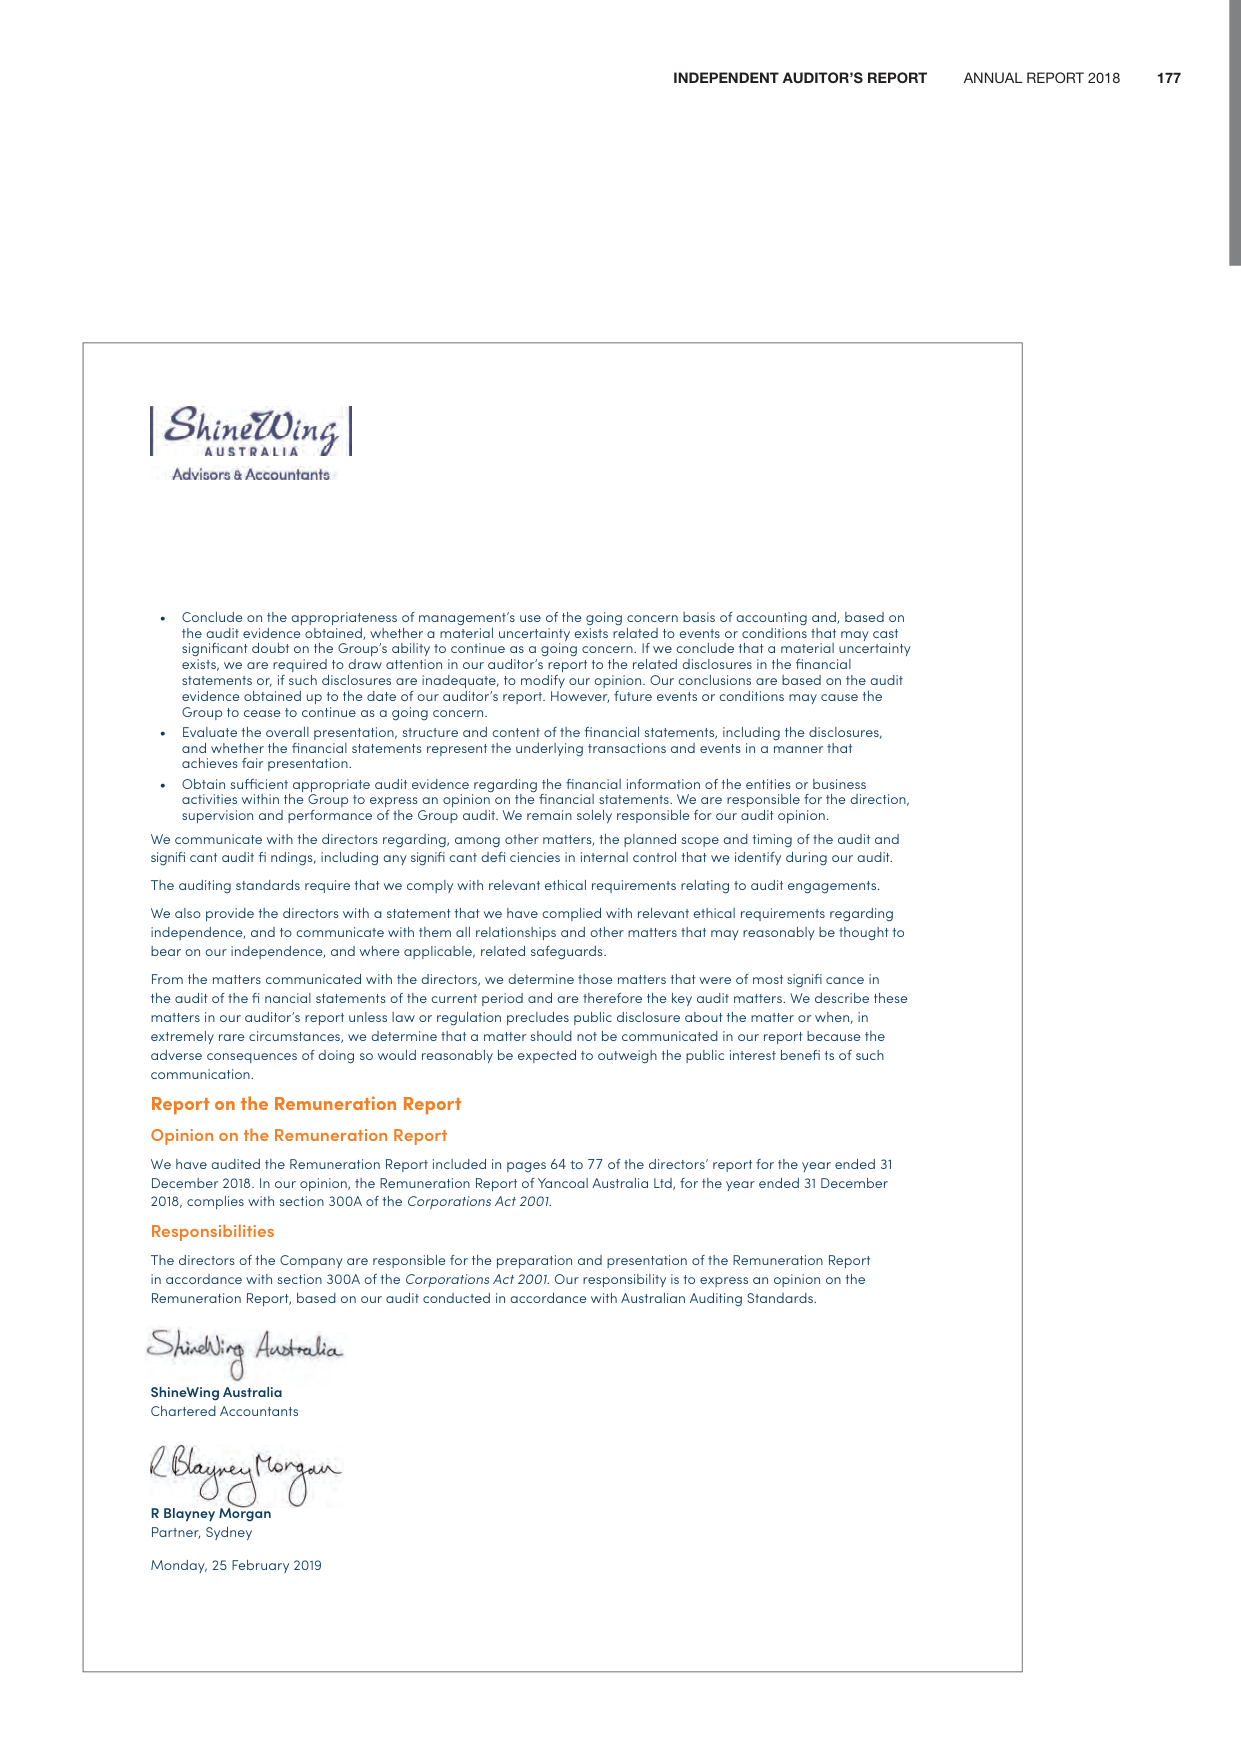 INDEPENDENT AUDITOR'S REPORT ANNUAL REPORT 2018 177
ShineWing
AUSTRALIA
Advisors & Accountants
• Conclude on the appropriateness of management's use of the going concern basis of accounting and, based on
the audit evidence obtained, whether a material uncertainty exists related to events or conditions that may cast
significant doubt on the Group's ability to continue as a going concern. If we conclude that a material uncertainty
exists, we are required to draw attention in our auditor's report to the related disclosures in the financial
statements or, if such disclosures are inadequate, to modify our opinion. Our conclusions are based on the audit
evidence obtained up to the date of our auditor's report. However, future events or conditions may cause the
Group to cease to continue as a going concern.
• Evaluate the overall presentation, structure and content of the financial statements, including the disclosures,
and whether the financial statements represent the underlying transactions and events in a manner that
achieves fair presentation.
• Obtain sufficient appropriate audit evidence regarding the financial information of the entities or business
activities within the Group to express an opinion on the financial statements. We are responsible for the direction,
supervision and performance of the Group audit. We remain solely responsible for our audit opinion.
We communicate with the directors regarding, among other matters, the planned scope and timing of the audit and
signifi cant audit fi ndings, including any signifi cant defi ciencies in internal control that we identify during our audit.
The auditing standards require that we comply with relevant ethical requirements relating to audit engagements.
We also provide the directors with a statement that we have complied with relevant ethical requirements regarding
independence, and to communicate with them all relationships and other matters that may reasonably be thought to
bear on our independence, and where applicable, related safeguards.
From the matters communicated with the directors, we determine those matters that were of most signifi cance in
the audit of the fi nancial statements of the current period and are therefore the key audit matters. We describe these
matters in our auditor's report unless law or regulation precludes public disclosure about the matter or when, in
extremely rare circumstances, we determine that a matter should not be communicated in our report because the
adverse consequences of doing so would reasonably be expected to outweigh the public interest benefi ts of such
communication.
Report on the Remuneration Report
Opinion on the Remuneration Report
We have audited the Remuneration Report included in pages 64 to 77 of the directors' report for the year ended 31
December 2018. In our opinion, the Remuneration Report of Yancoal Australia Ltd, for the year ended 31 December
2018, complies with section 300A of the Corporations Act 2001.
Responsibilities
The directors of the Company are responsible for the preparation and presentation of the Remuneration Report
in accordance with section 300A of the Corporations Act 2001. Our responsibility is to express an opinion on the
Remuneration Report, based on our audit conducted in accordance with Australian Auditing Standards.
ShineWing Australia
ShineWing Australia
Chartered Accountants
R Blayney Morgan
R Blayney Morgan
Partner, Sydney
Monday, 25 February 2019